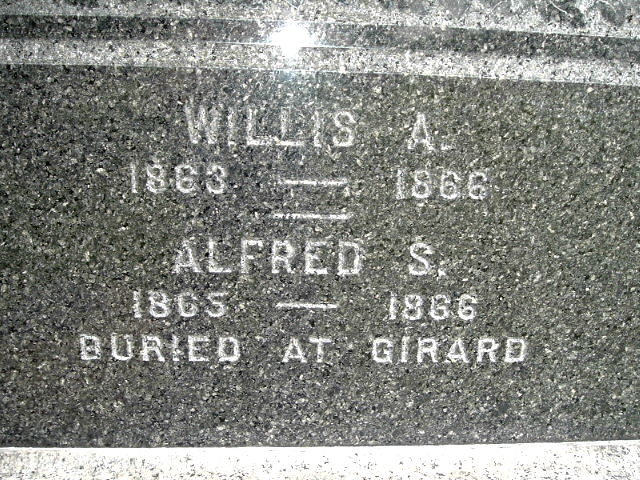 WILLIS A.
1863 — 1866
ALFRED S.
1865 — 1866
BURIED AT GIRARD